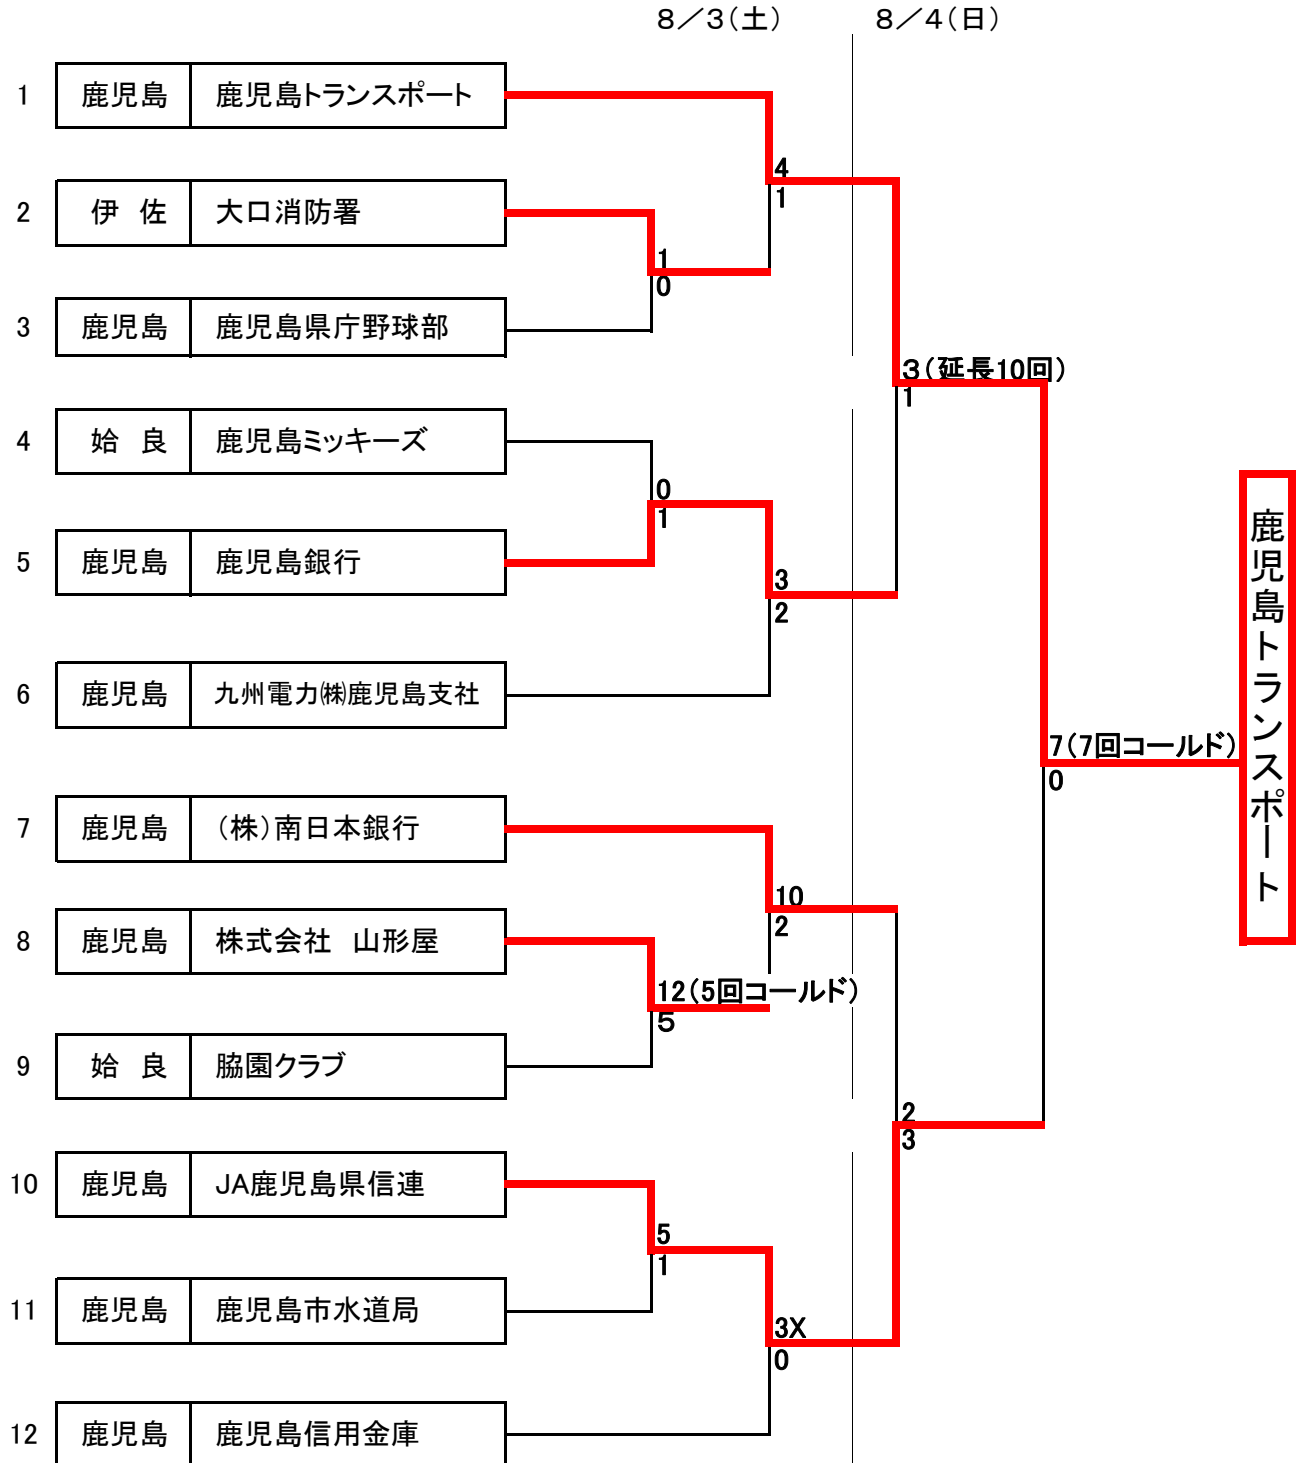 8／3（土）
8／4（日）
1 鹿児島 鹿児島トランスポート
4
1
2 伊 佐 大口消防署
1
0
3 鹿児島 鹿児島県庁野球部
3（延長10回）
1
4 始 良 鹿児島ミッキーズ
0
1
5 鹿児島 鹿児島銀行
3
2
6 鹿児島 九州電力㈱鹿児島支社
7（7回コールド）
0
鹿児島トランスポート
7 鹿児島 （株）南日本銀行
10
2
8 鹿児島 株式会社 山形屋
12（5回コールド）
5
9 姶 良 脇園クラブ
2
3
10 鹿児島 JA鹿児島県信連
5
1
11 鹿児島 鹿児島市水道局
3X
0
12 鹿児島 鹿児島信用金庫